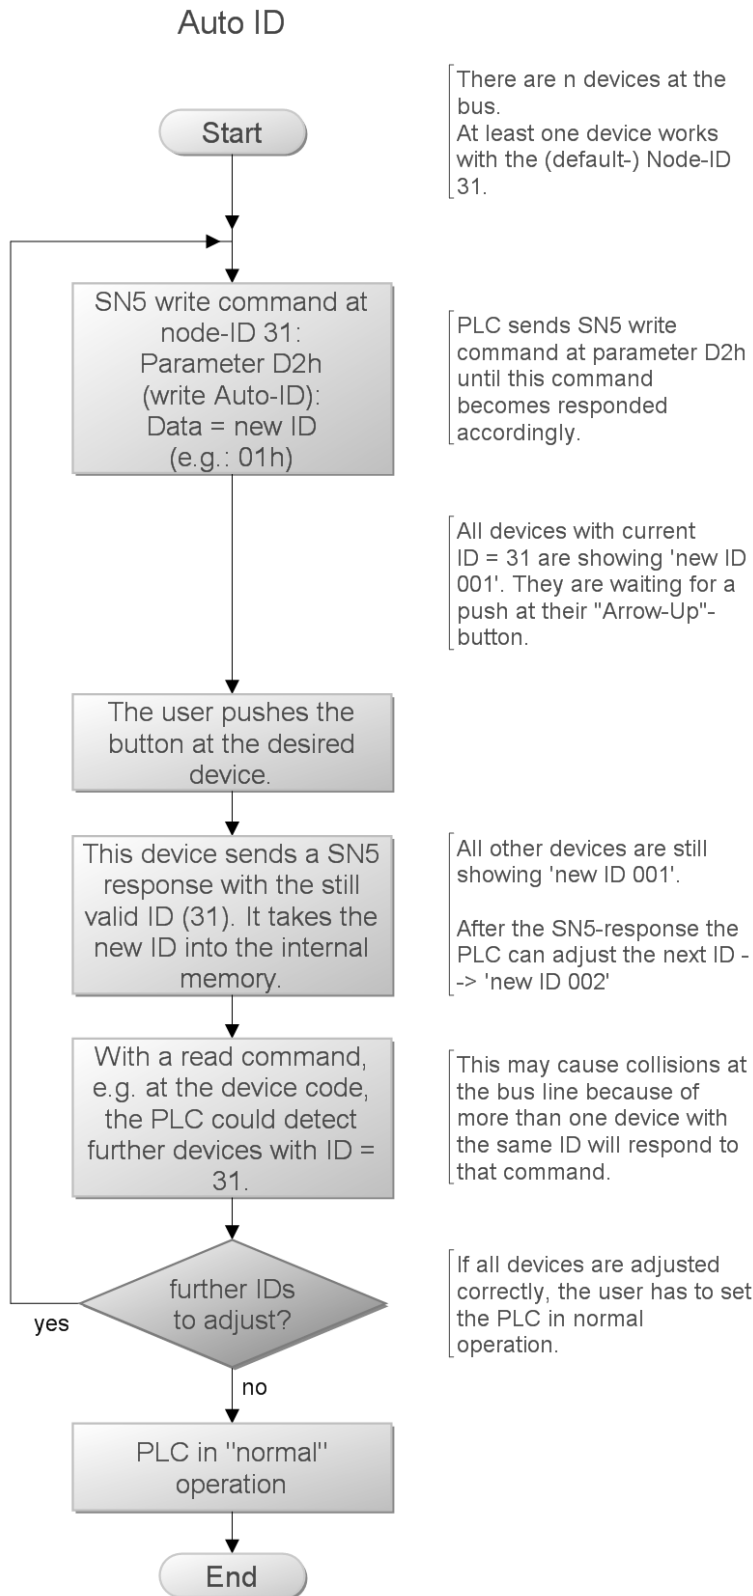 Auto ID
There are n devices at the
bus.
At least one device works
with the (default-) Node-ID
31.
Start
SN5 write command at
node-ID 31:
Parameter D2h
(write Auto-ID):
Data = new ID
(e.g.: 01h)
PLC sends SN5 write
command at parameter D2h
until this command
becomes responded
accordingly.
All devices with current
ID = 31 are showing 'new ID
001'. They are waiting for a
push at their "Arrow-Up"-
button.
The user pushes the
button at the desired
device.
This device sends a SN5
response with the still
valid ID (31). It takes the
new ID into the internal
memory.
All other devices are still
showing 'new ID 001'.
After the SN5-response the
PLC can adjust the next ID -
-> 'new ID 002'
With a read command,
e.g. at the device code,
the PLC could detect
further devices with ID =
31.
This may cause collisions at
the bus line because of
more than one device with
the same ID will respond to
that command.
further IDs
to adjust?
If all devices are adjusted
correctly, the user has to set
the PLC in normal
operation.
yes
no
PLC in "normal"
operation
End